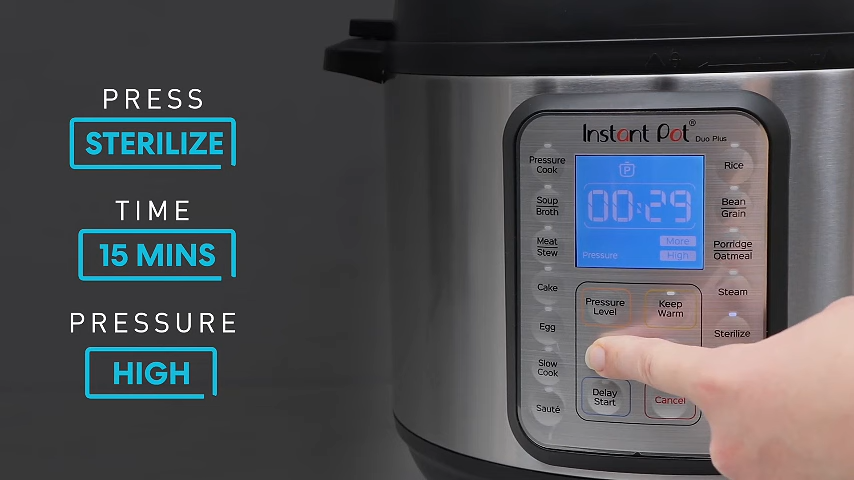 PRESS
STERILIZE
TIME
15 MINS
PRESSURE
HIGH
Instant Pot®
Duo Plus
Pressure
Cook
Soup
Broth
Meat
Stew
Cake
Egg
Slow
Cook
Sauté
P
00:29
More
Pressure
High
Rice
Bean
Grain
Porridge
Oatmeal
Steam
Sterilize
Pressure
Level
Keep
Warm
Delay
Start
Cancel